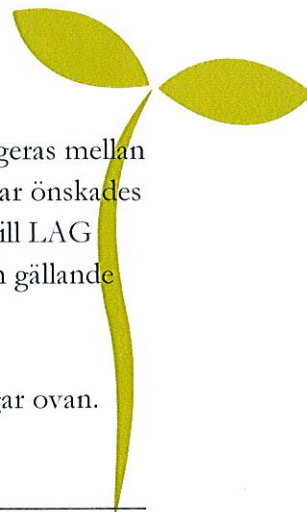 geras mellan
ar önskades
ill LAG
n gällande
gar ovan.